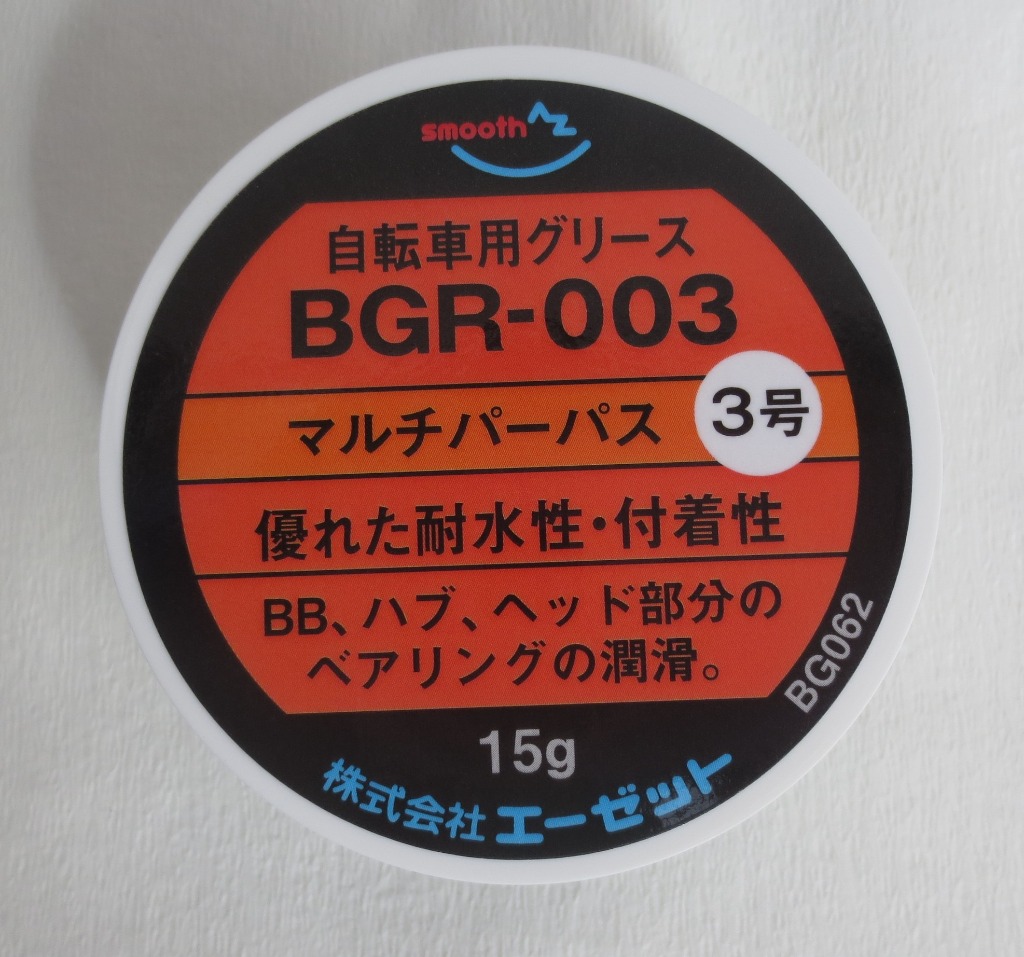 smooth AZ
自転車用グリース
BGR-003
マルチパーパス
3号
優れた耐水性・付着性
BB、ハブ、ヘッド部分の
ベアリングの潤滑。
BG062
15g
株式会社エーゼット